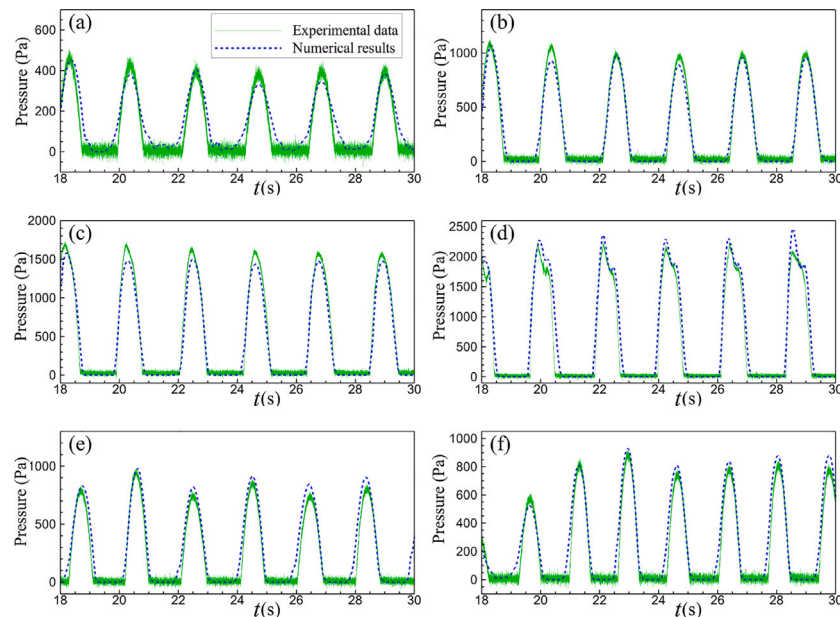 (a)
Experimental data
Numerical results
Pressure (Pa)
600
400
200
0
18 20 22 24 26 28 30
t(s)
(b)
Pressure (Pa)
1000
500
0
18 20 22 24 26 28 30
t(s)
(c)
Pressure (Pa)
2000
1500
1000
500
0
18 20 22 24 26 28 30
t(s)
(d)
Pressure (Pa)
2500
2000
1500
1000
500
0
18 20 22 24 26 28 30
t(s)
(e)
Pressure (Pa)
1000
500
0
18 20 22 24 26 28 30
t(s)
(f)
Pressure (Pa)
1000
800
600
400
200
0
18 20 22 24 26 28 30
t(s)